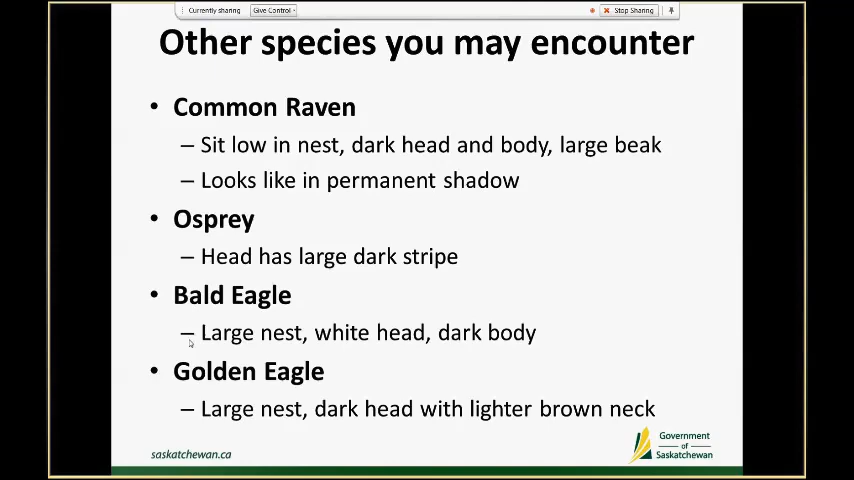 Currently sharing
Give Control
Stop Sharing
Other species you may encounter
• Common Raven
– Sit low in nest, dark head and body, large beak
– Looks like in permanent shadow
• Osprey
– Head has large dark stripe
• Bald Eagle
– Large nest, white head, dark body
• Golden Eagle
– Large nest, dark head with lighter brown neck
saskatchewan.ca
Government
of
Saskatchewan